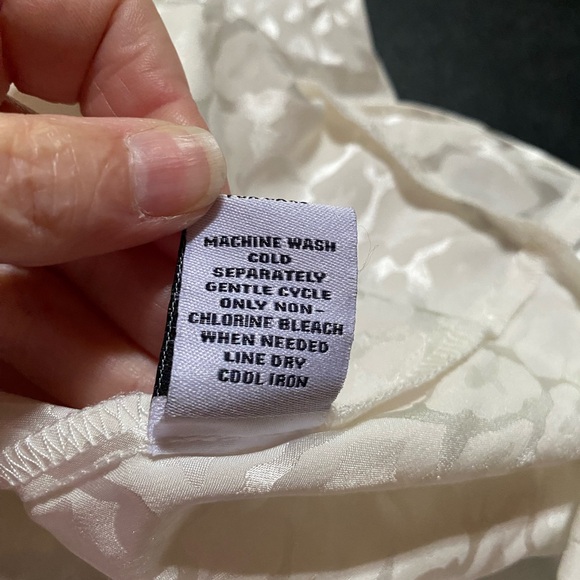 MACHINE WASH
COLD
SEPARATELY
GENTLE CYCLE
ONLY NON-
CHLORINE BLEACH
WHEN NEEDED
LINE DRY
COOL IRON